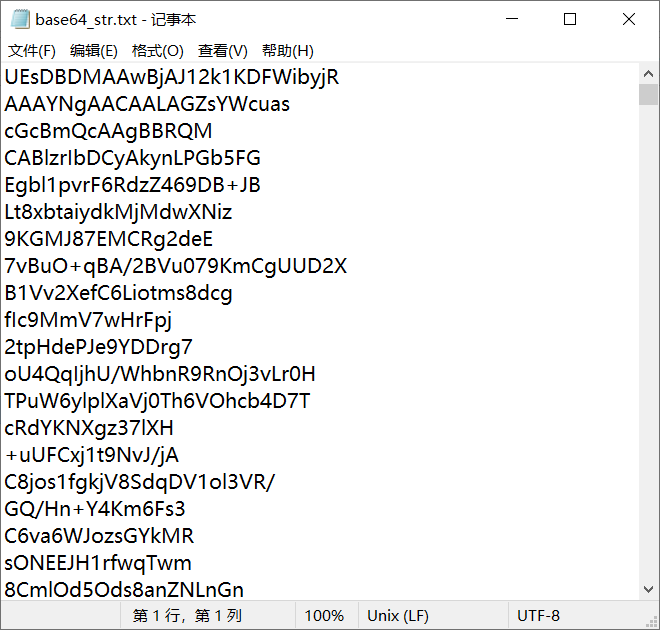 base64_str.txt - 记事本
文件(F) 编辑(E) 格式(O) 查看(V) 帮助(H)
UEsDBDMAAwBjAJ12k1KDFWibyjR
AAAYNgAACAALAGZsYWcuas
cGcBmQcAAgBBRQM
CABlzrIbDCyAkynLPGb5FG
Egbl1pvrF6RdzZ469DB+JB
Lt8xbtaiydkMjMdwXNiz
9KGMJ87EMCRg2deE
7vBuO+qBA/2BVu079KmCgUUD2X
B1Vv2XefC6Liotms8dcg
fIc9MmV7wHrFpj
2tpHdePJe9YDDrg7
oU4QqIjhU/WhbnR9RnOj3vLr0H
TPuW6ylplXaVj0Th6VOhcb4D7T
cRdYKNXgz37lXH
+uUFCxj1t9NvJ/jA
C8jos1fgkjV8SdqDV1ol3VR/
GQ/Hn+Y4Km6Fs3
C6va6WJozsGYkMR
sONEEJH1rfwqTwm
8CmlOd5Ods8anZNLnGn
第 1 行，第 1 列 100% Unix (LF) UTF-8